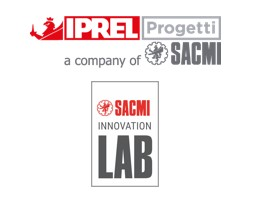 IPREL Progetti
a company of SACMI
SACMI
INNOVATION
LAB